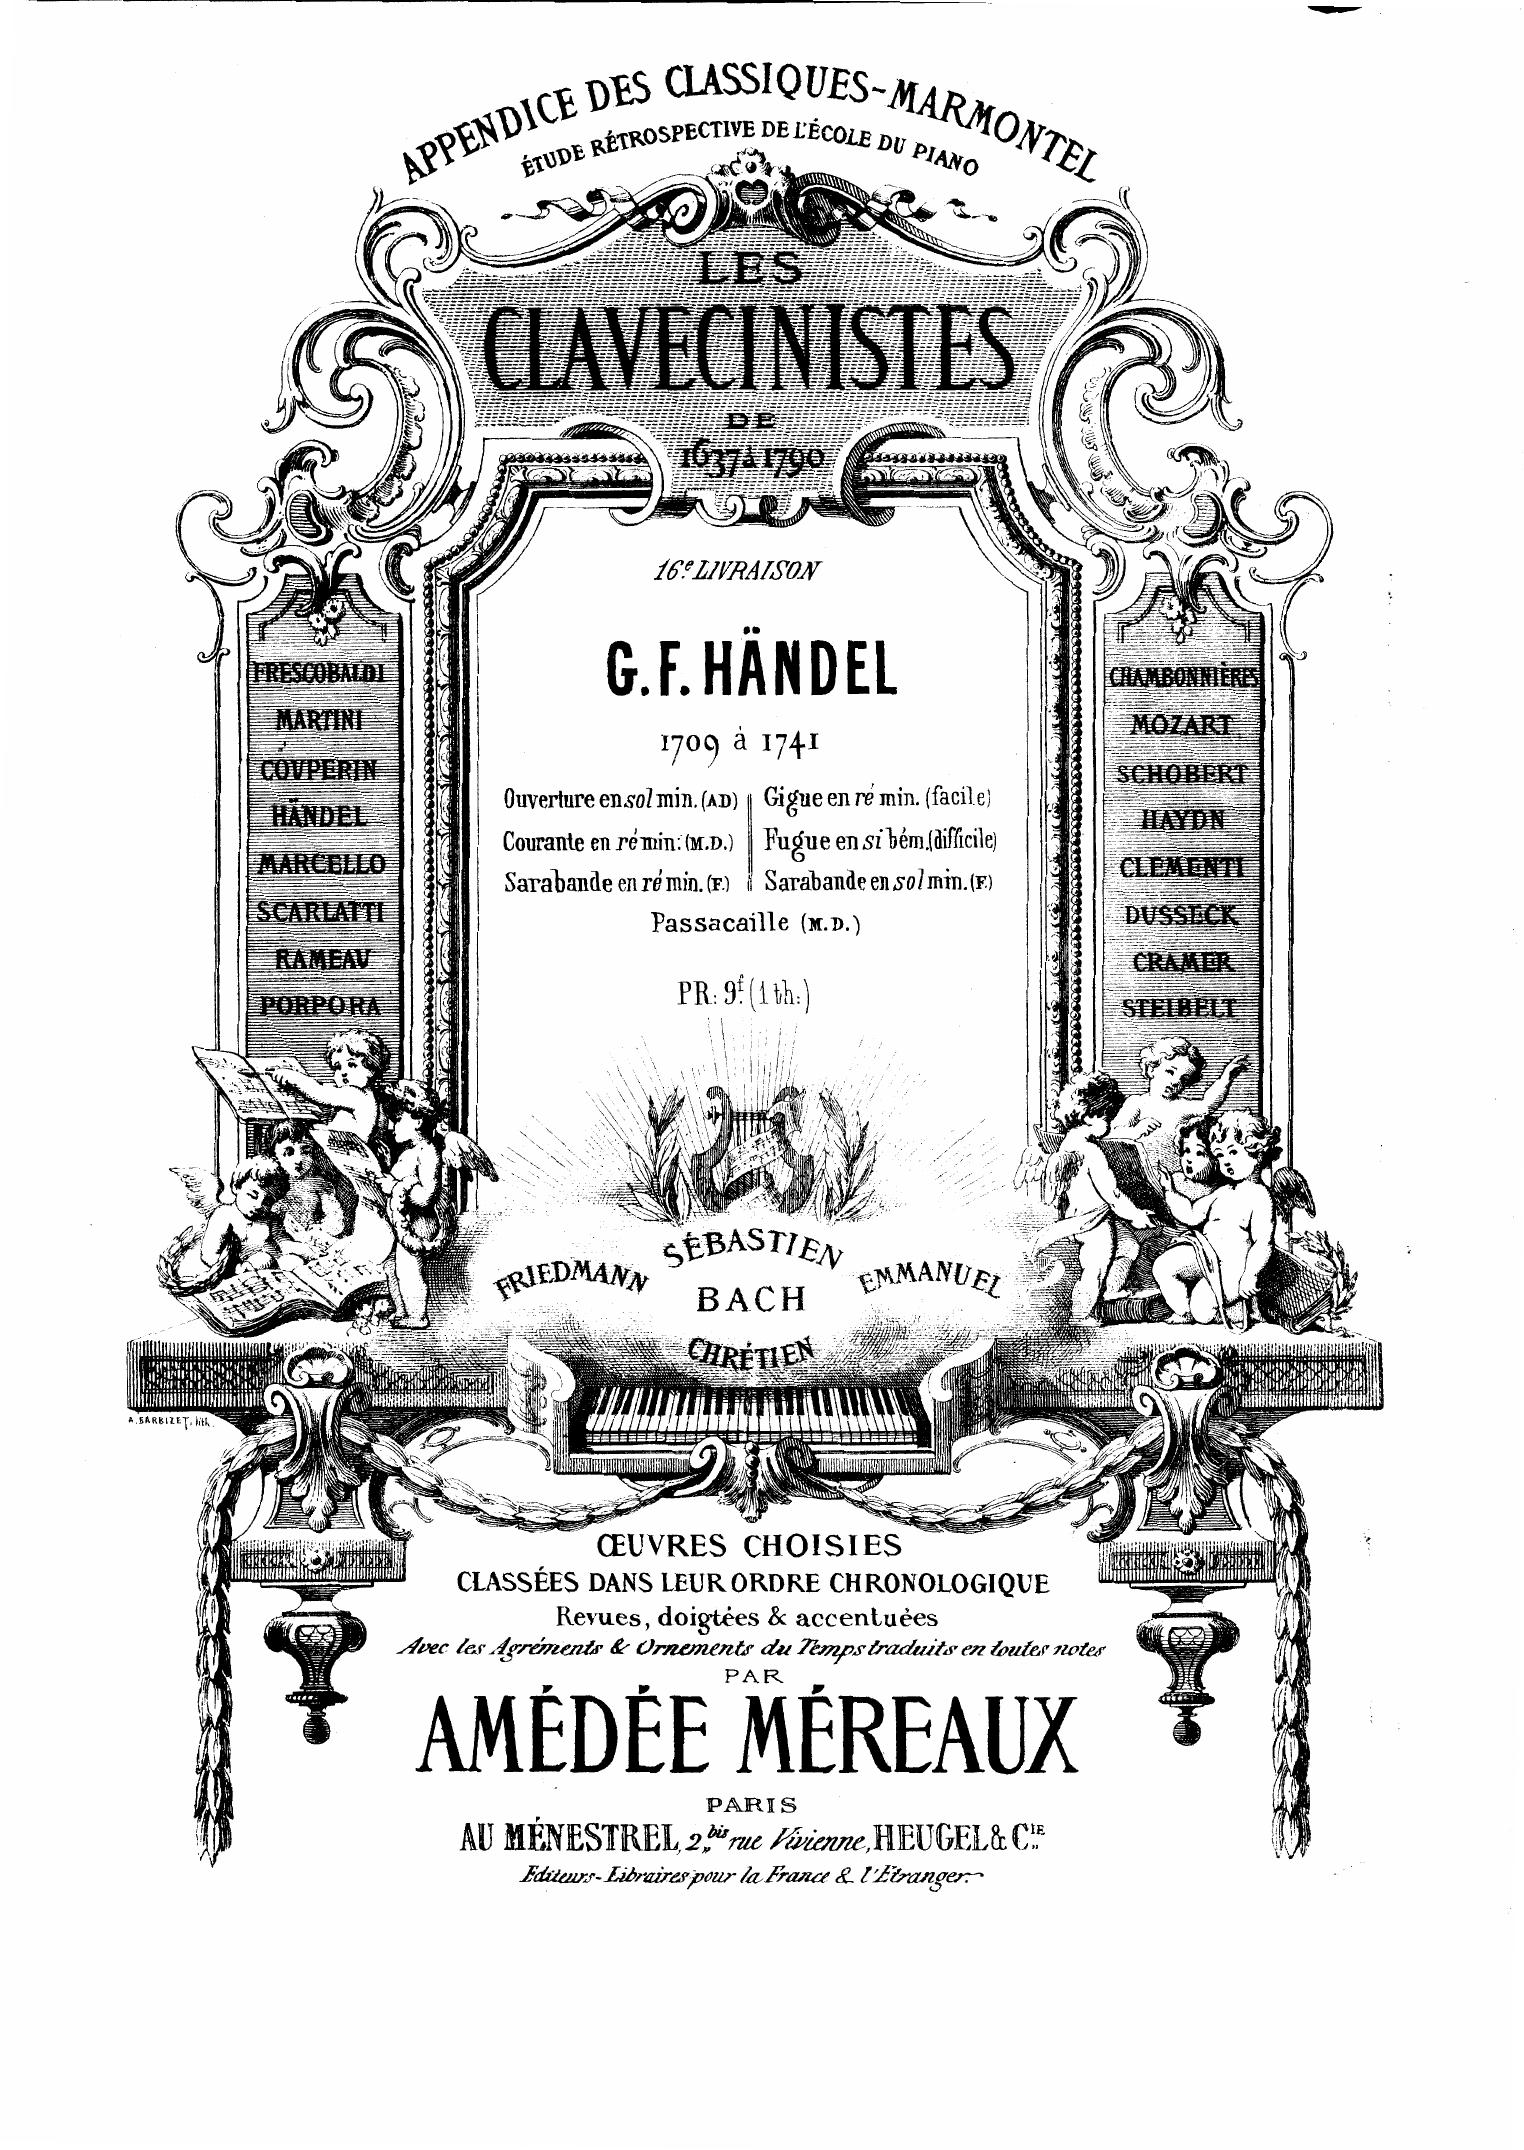 APPENDICE DES CLASSIQUES-MARMONTEL
ÉTUDE RÉTROSPECTIVE DE L'ÉCOLE DU PIANO
LES
CLAVECINISTES
DE
1637 à 1790
16e LIVRAISON
G. F. HÄNDEL
1709 à 1741
Ouverture en sol min. (AD)
Courante en ré min. (M.D.)
Sarabande en ré min. (F.)
Gigue en ré min. (facile)
Fugue en si bém. (difficile)
Sarabande en sol min. (F.)
Passacaille (M.D.)
PR: 9f. (1 th:)
FRESCOBALDI
MARTINI
COUPERIN
HÄNDEL
MARCELLO
SCARLATTI
RAMEAU
PORPORA
CHAMBONNIÈRES
MOZART
SCHOBERT
HAYDN
CLEMENTI
DUSSECK
CRAMER
STEIBELT
FRIEDMANN
SÉBASTIEN
EMMANUEL
BACH
CHRÉTIEN
A. BARBIZET, lith.
ŒUVRES CHOISIES
CLASSÉES DANS LEUR ORDRE CHRONOLOGIQUE
Revues, doigtées & accentuées
Avec les Agréments & Ornements du Temps traduits en toutes notes
PAR
AMÉDÉE MÉREAUX
PARIS
AU MÉNESTREL, 2bis rue Vivienne, HEUGEL & Cie
Editeurs-Libraires pour la France & l'Etranger.